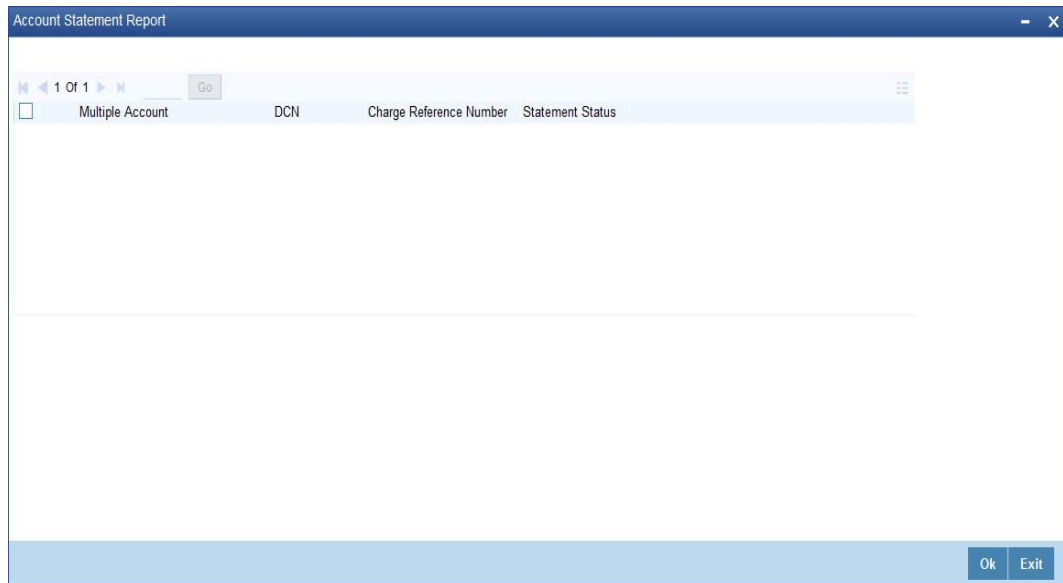 Account Statement Report
1 Of 1 Go
Multiple Account DCN Charge Reference Number Statement Status
Ok Exit